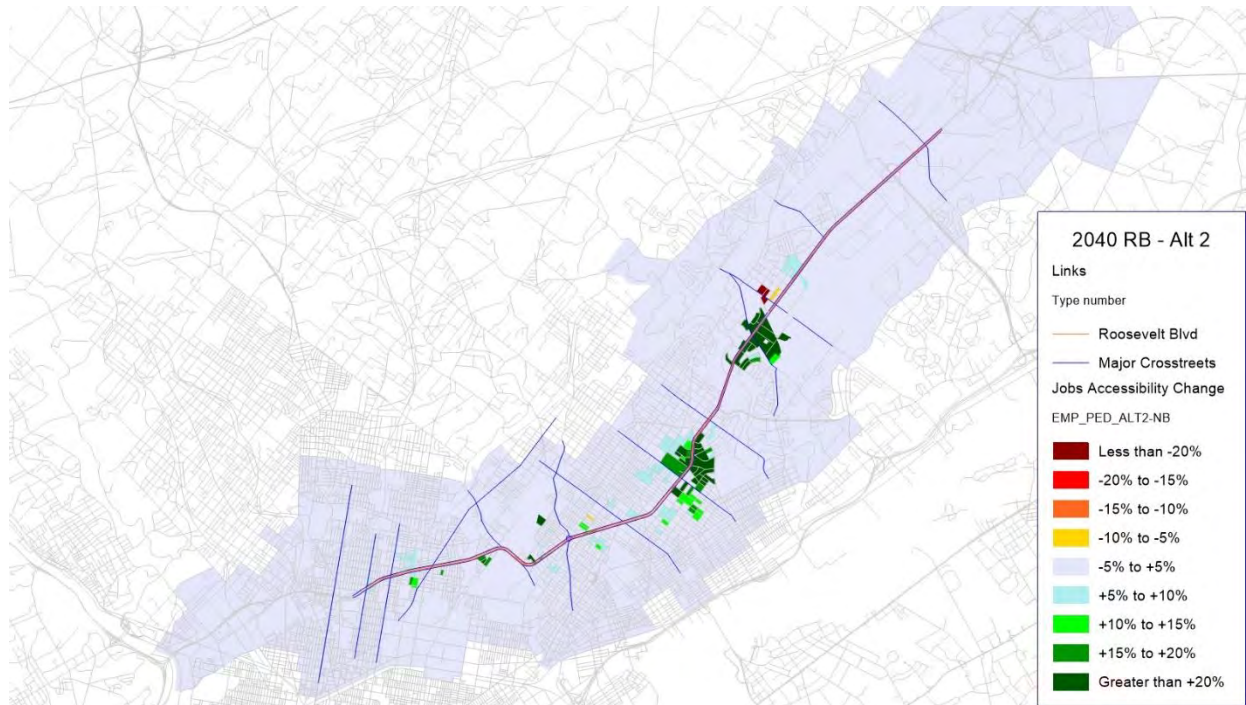 2040 RB - Alt 2
Links
Type number
Roosevelt Blvd
Major Crosstreets
Jobs Accessibility Change
EMP_PED_ALT2-NB
Less than -20%
-20% to -15%
-15% to -10%
-10% to -5%
-5% to +5%
+5% to +10%
+10% to +15%
+15% to +20%
Greater than +20%